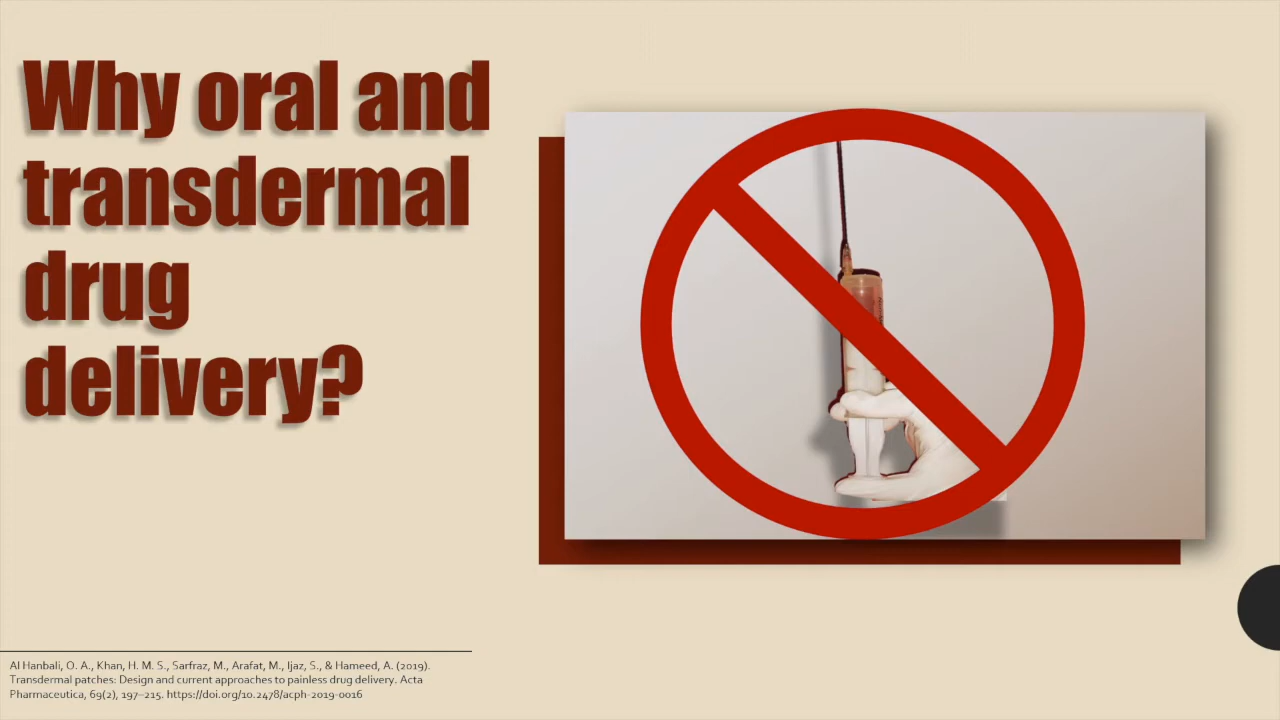 Why oral and
transdermal
drug
delivery?
Al Hanbali, O. A., Khan, H. M. S., Sarfraz, M., Arafat, M., Ijaz, S., & Hameed, A. (2019).
Transdermal patches: Design and current approaches to painless drug delivery. Acta
Pharmaceutica, 69(2), 197–215. https://doi.org/10.2478/acph-2019-0016